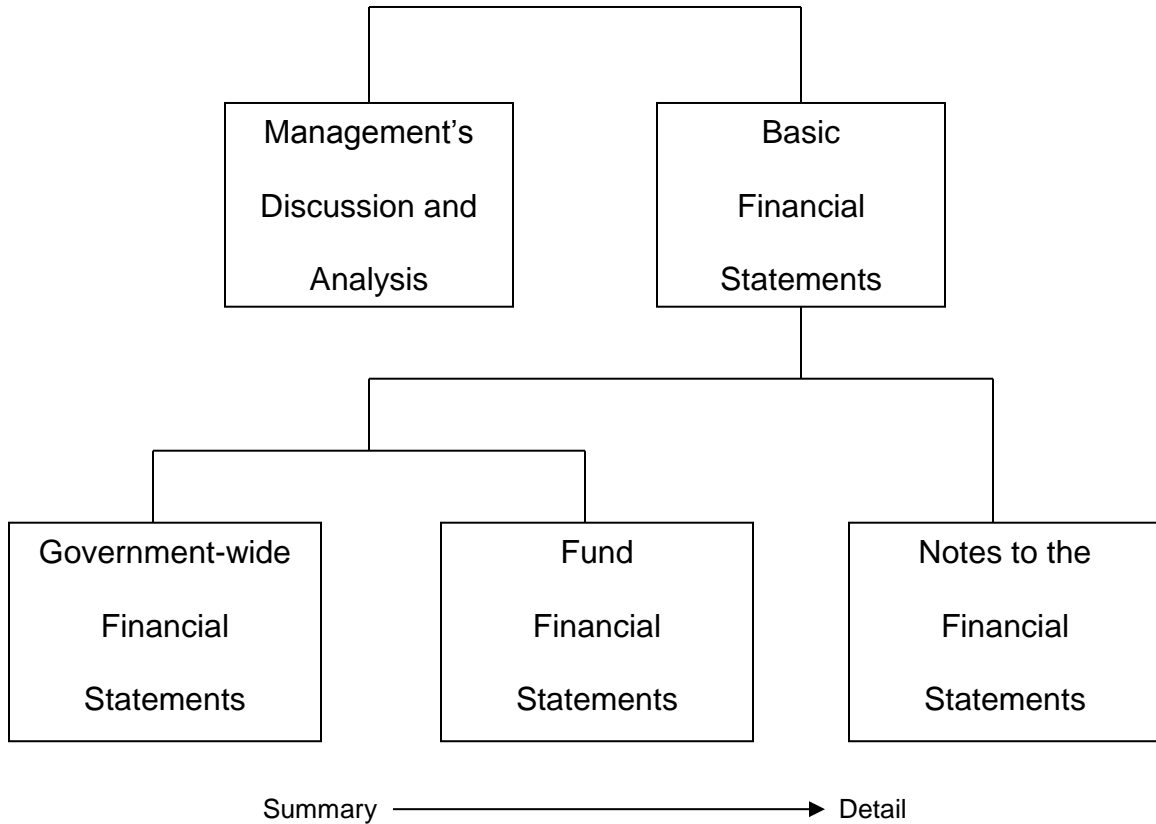 Management’s
Discussion and
Analysis
Basic
Financial
Statements
Government-wide
Financial
Statements
Fund
Financial
Statements
Notes to the
Financial
Statements
Summary
Detail